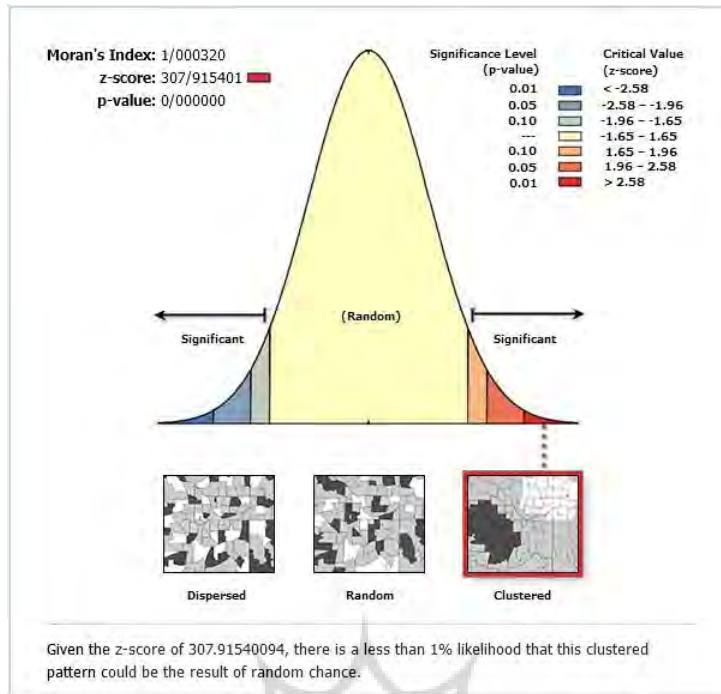 Moran's Index: 1/000320
z-score: 307/915401
p-value: 0/000000
Significance Level
(p-value)
Critical Value
(z-score)
0.01 < -2.58
0.05 -2.58 – -1.96
0.10 -1.96 – -1.65
--- -1.65 – 1.65
0.10 1.65 – 1.96
0.05 1.96 – 2.58
0.01 > 2.58
(Random)
Significant
Significant
Dispersed
Random
Clustered
Given the z-score of 307.91540094, there is a less than 1% likelihood that this clustered
pattern could be the result of random chance.